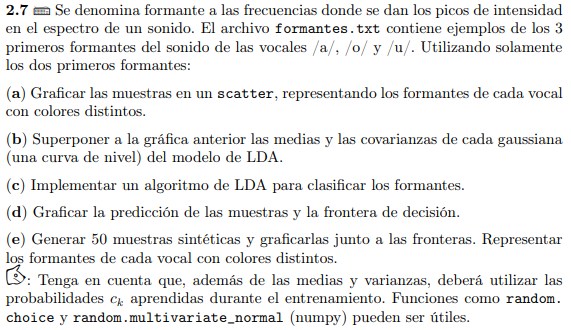 2.7 Se denomina formante a las frecuencias donde se dan los picos de intensidad
en el espectro de un sonido. El archivo formantes.txt contiene ejemplos de los 3
primeros formantes del sonido de las vocales /a/, /o/ y /u/. Utilizando solamente
los dos primeros formantes:
(a) Graficar las muestras en un scatter, representando los formantes de cada vocal
con colores distintos.
(b) Superponer a la gráfica anterior las medias y las covarianzas de cada gaussiana
(una curva de nivel) del modelo de LDA.
(c) Implementar un algoritmo de LDA para clasificar los formantes.
(d) Graficar la predicción de las muestras y la frontera de decisión.
(e) Generar 50 muestras sintéticas y graficarlas junto a las fronteras. Representar
los formantes de cada vocal con colores distintos.
: Tenga en cuenta que, además de las medias y varianzas, deberá utilizar las
probabilidades cₖ aprendidas durante el entrenamiento. Funciones como random.
choice y random.multivariate_normal (numpy) pueden ser útiles.